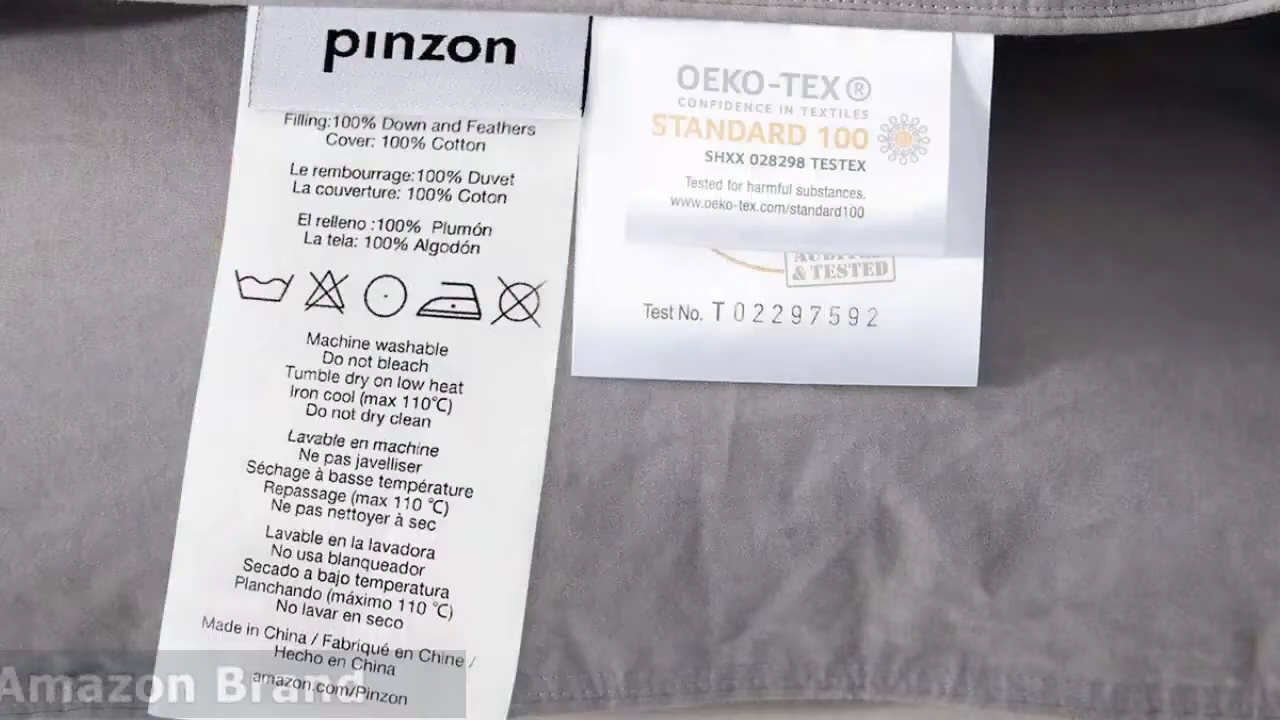 pinzon
Filling:100% Down and Feathers
Cover: 100% Cotton
Le rembourrage:100% Duvet
La couverture: 100% Coton
El relleno :100% Plumón
La tela: 100% Algodón
Machine washable
Do not bleach
Tumble dry on low heat
Iron cool (max 110℃)
Do not dry clean
Lavable en machine
Ne pas javelliser
Séchage à basse température
Repassage (max 110 ℃)
Ne pas nettoyer à sec
Lavable en la lavadora
No usa blanqueador
Secado a bajo temperatura
Planchando (máximo 110 ℃)
No lavar en seco
Made in China / Fabriqué en Chine /
Hecho en China
amazon.com/Pinzon
OEKO-TEX®
CONFIDENCE IN TEXTILES
STANDARD 100
SHXX 028298 TESTEX
Tested for harmful substances.
www.oeko-tex.com/standard100
& TESTED
Test No. T 02297592
Amazon Brand